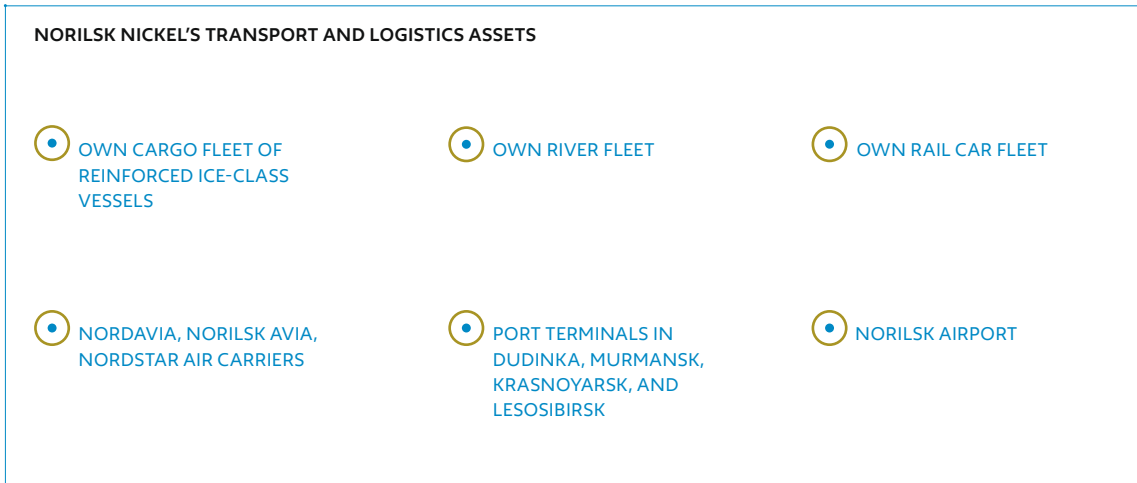 NORILSK NICKEL'S TRANSPORT AND LOGISTICS ASSETS
OWN CARGO FLEET OF
REINFORCED ICE-CLASS
VESSELS
OWN RIVER FLEET
OWN RAIL CAR FLEET
NORDAVIA, NORILSK AVIA,
NORDSTAR AIR CARRIERS
PORT TERMINALS IN
DUDINKA, MURMANSK,
KRASNOYARSK, AND
LESOSIBIRSK
NORILSK AIRPORT